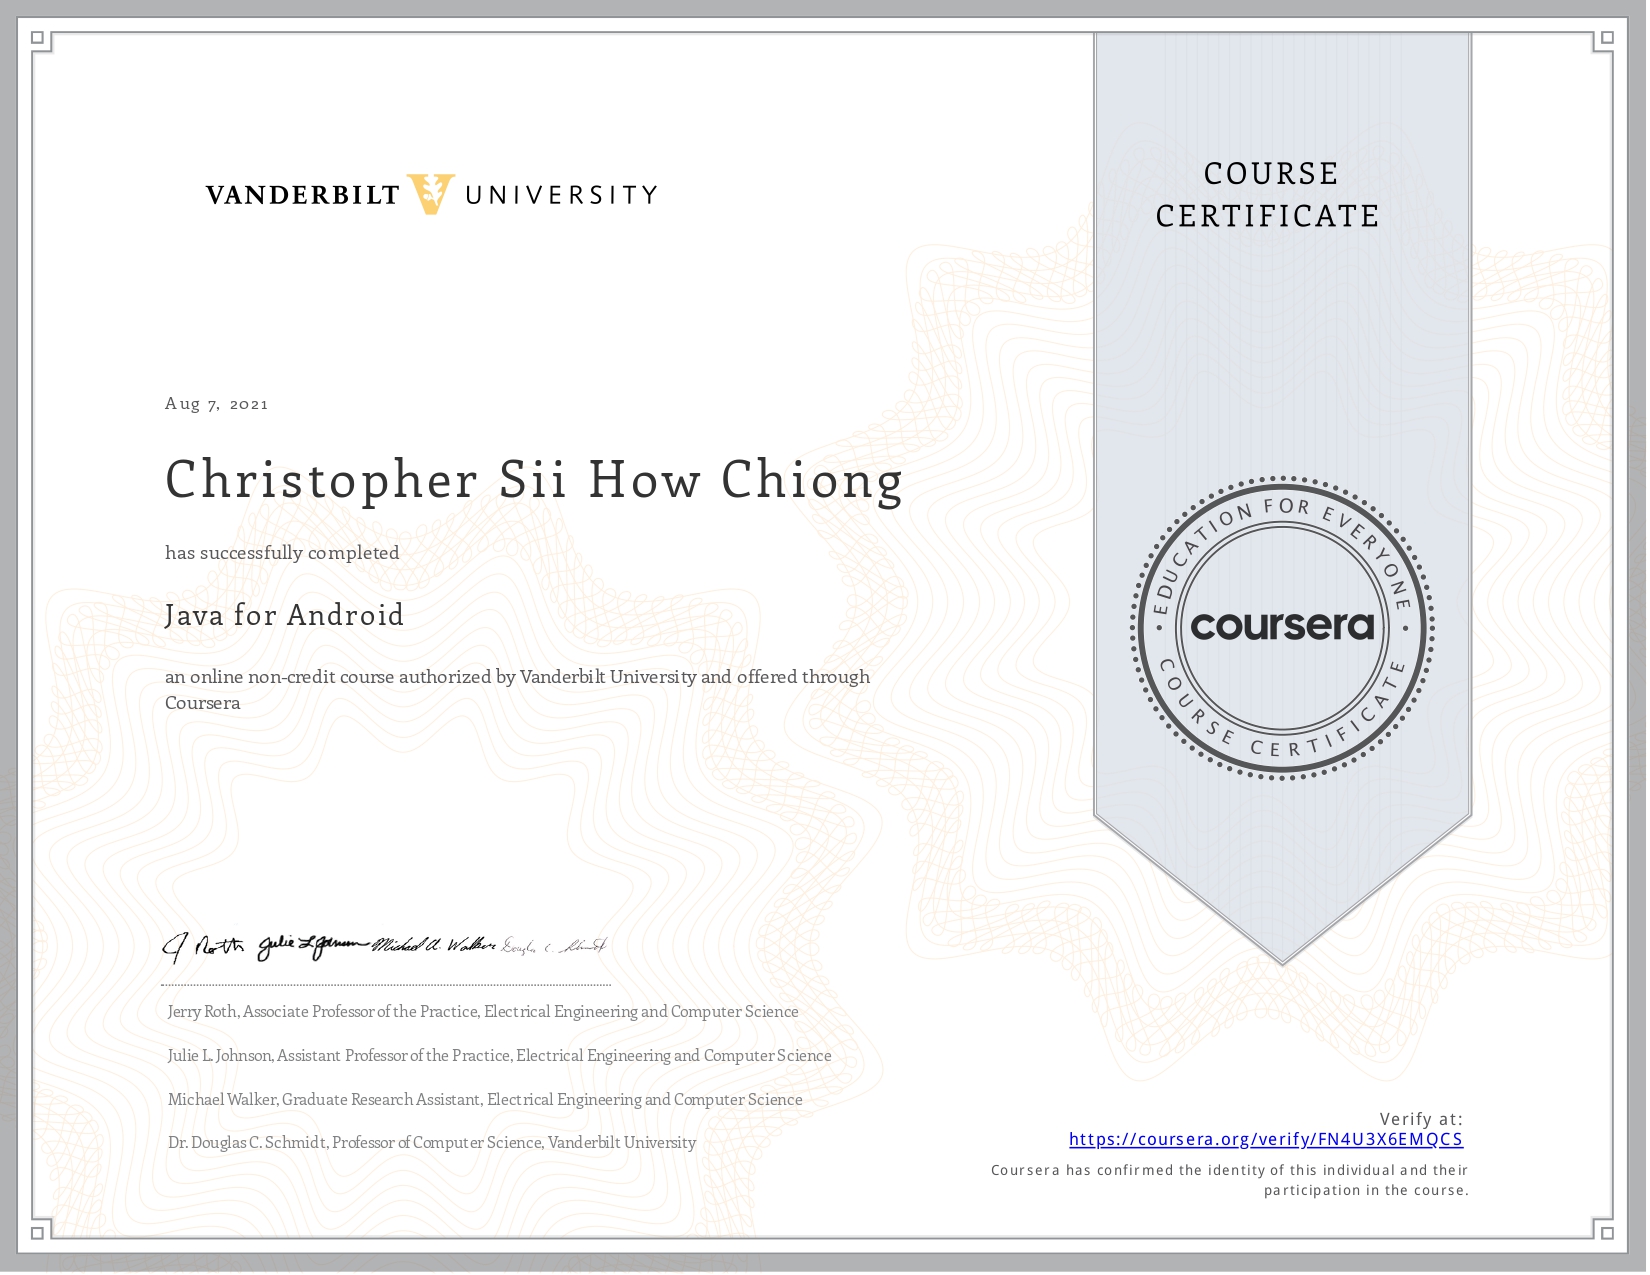 VANDERBILT V UNIVERSITY
COURSE
CERTIFICATE
Aug 7, 2021
Christopher Sii How Chiong
has successfully completed
Java for Android
an online non-credit course authorized by Vanderbilt University and offered through
Coursera
EDUCATION FOR EVERYONE
coursera
COURSE CERTIFICATE
J Roth Julie L Johnson Michael A. Walker Douglas C. Schmidt
Jerry Roth, Associate Professor of the Practice, Electrical Engineering and Computer Science
Julie L. Johnson, Assistant Professor of the Practice, Electrical Engineering and Computer Science
Michael Walker, Graduate Research Assistant, Electrical Engineering and Computer Science
Dr. Douglas C. Schmidt, Professor of Computer Science, Vanderbilt University
Verify at:
https://coursera.org/verify/FN4U3X6EMQCS
Coursera has confirmed the identity of this individual and their
participation in the course.